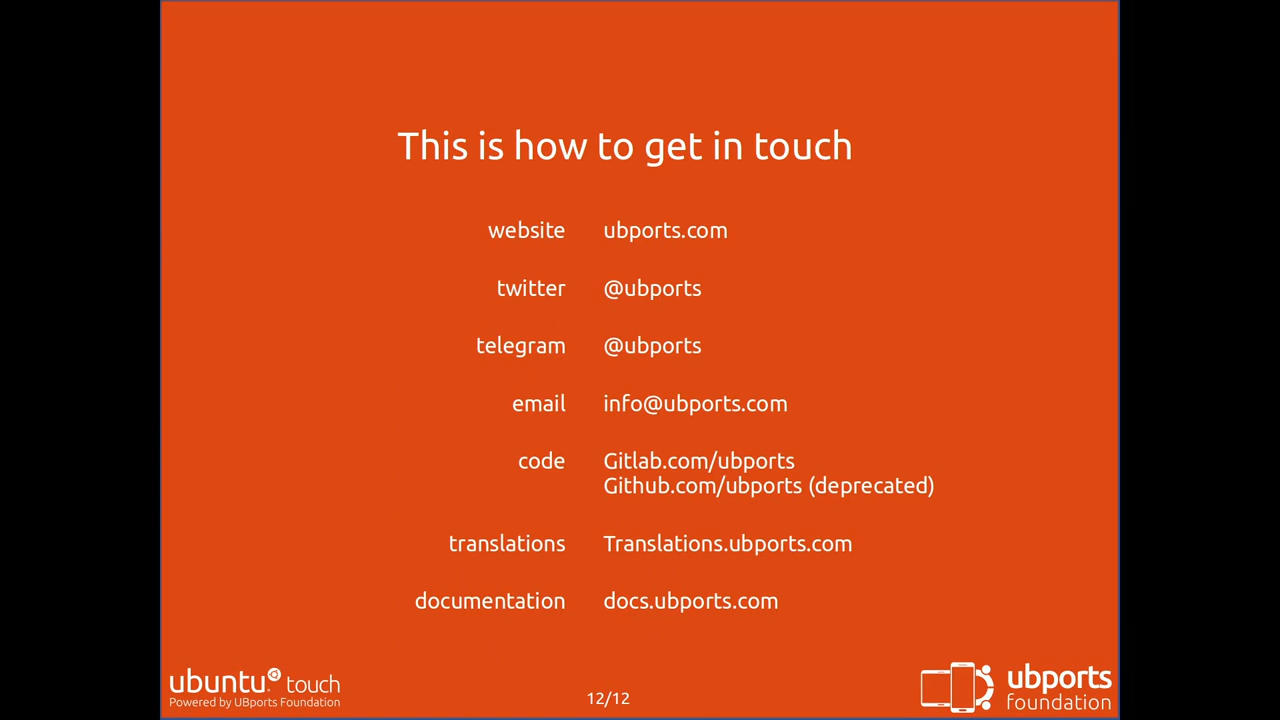 This is how to get in touch
website ubports.com
twitter @ubports
telegram @ubports
email info@ubports.com
code Gitlab.com/ubports
Github.com/ubports (deprecated)
translations Translations.ubports.com
documentation docs.ubports.com
ubuntu touch
Powered by UBports Foundation
12/12
ubports
foundation